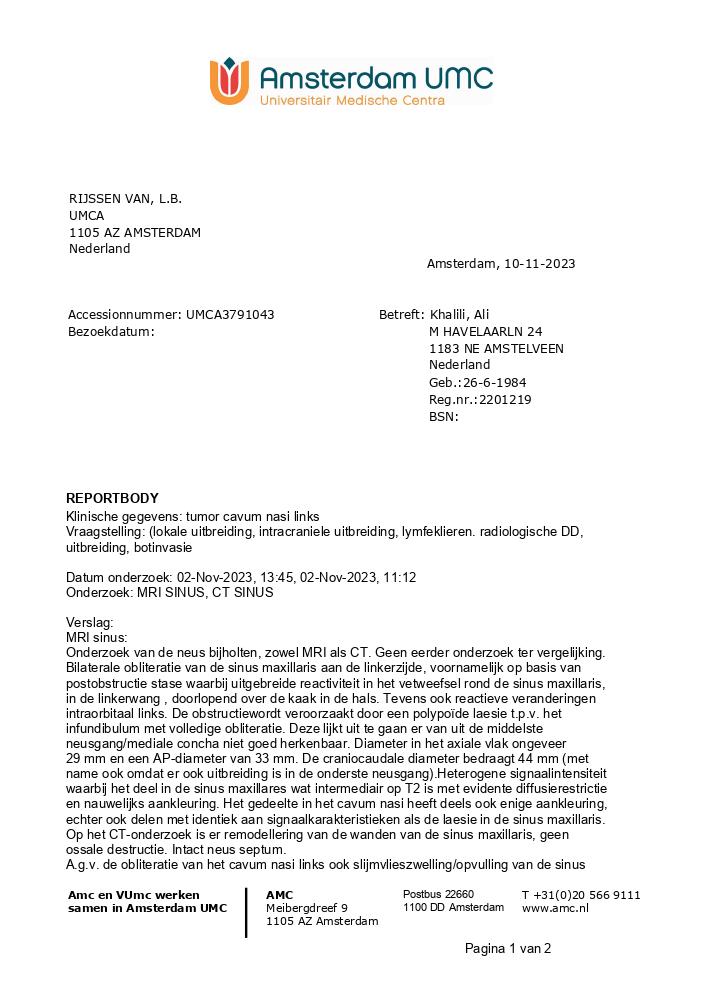 Amsterdam UMC
Universitair Medische Centra
RIJSSEN VAN, L.B.
UMCA
1105 AZ AMSTERDAM
Nederland
Amsterdam, 10-11-2023
Accessionnummer: UMCA3791043
Bezoekdatum:
Betreft: Khalili, Ali
M HAVELAARLN 24
1183 NE AMSTELVEEN
Nederland
Geb.:26-6-1984
Reg.nr.:2201219
BSN:
REPORTBODY
Klinische gegevens: tumor cavum nasi links
Vraagstelling: (lokale uitbreiding, intracraniele uitbreiding, lymfeklieren. radiologische DD,
uitbreiding, botinvasie
Datum onderzoek: 02-Nov-2023, 13:45, 02-Nov-2023, 11:12
Onderzoek: MRI SINUS, CT SINUS
Verslag:
MRI sinus:
Onderzoek van de neus bijholten, zowel MRI als CT. Geen eerder onderzoek ter vergelijking.
Bilaterale obliteratie van de sinus maxillaris aan de linkerzijde, voornamelijk op basis van
postobstructie stase waarbij uitgebreide reactiviteit in het vetweefsel rond de sinus maxillaris,
in de linkerwang , doorlopend over de kaak in de hals. Tevens ook reactieve veranderingen
intraorbitaal links. De obstructiewordt veroorzaakt door een polypoïde laesie t.p.v. het
infundibulum met volledige obliteratie. Deze lijkt uit te gaan er van uit de middelste
neusgang/mediale concha niet goed herkenbaar. Diameter in het axiale vlak ongeveer
29 mm en een AP-diameter van 33 mm. De craniocaudale diameter bedraagt 44 mm (met
name ook omdat er ook uitbreiding is in de onderste neusgang).Heterogene signaalintensiteit
waarbij het deel in de sinus maxillares wat intermediair op T2 is met evidente diffusierestrictie
en nauwelijks aankleuring. Het gedeelte in het cavum nasi heeft deels ook enige aankleuring,
echter ook delen met identiek aan signaalkarakteristieken als de laesie in de sinus maxillaris.
Op het CT-onderzoek is er remodellering van de wanden van de sinus maxillaris, geen
ossale destructie. Intact neus septum.
A.g.v. de obliteratie van het cavum nasi links ook slijmvlieszwelling/opvulling van de sinus
Amc en VUmc werken
samen in Amsterdam UMC
AMC
Meibergdreef 9
1105 AZ Amsterdam
Postbus 22660
1100 DD Amsterdam
T +31(0)20 566 9111
www.amc.nl
Pagina 1 van 2